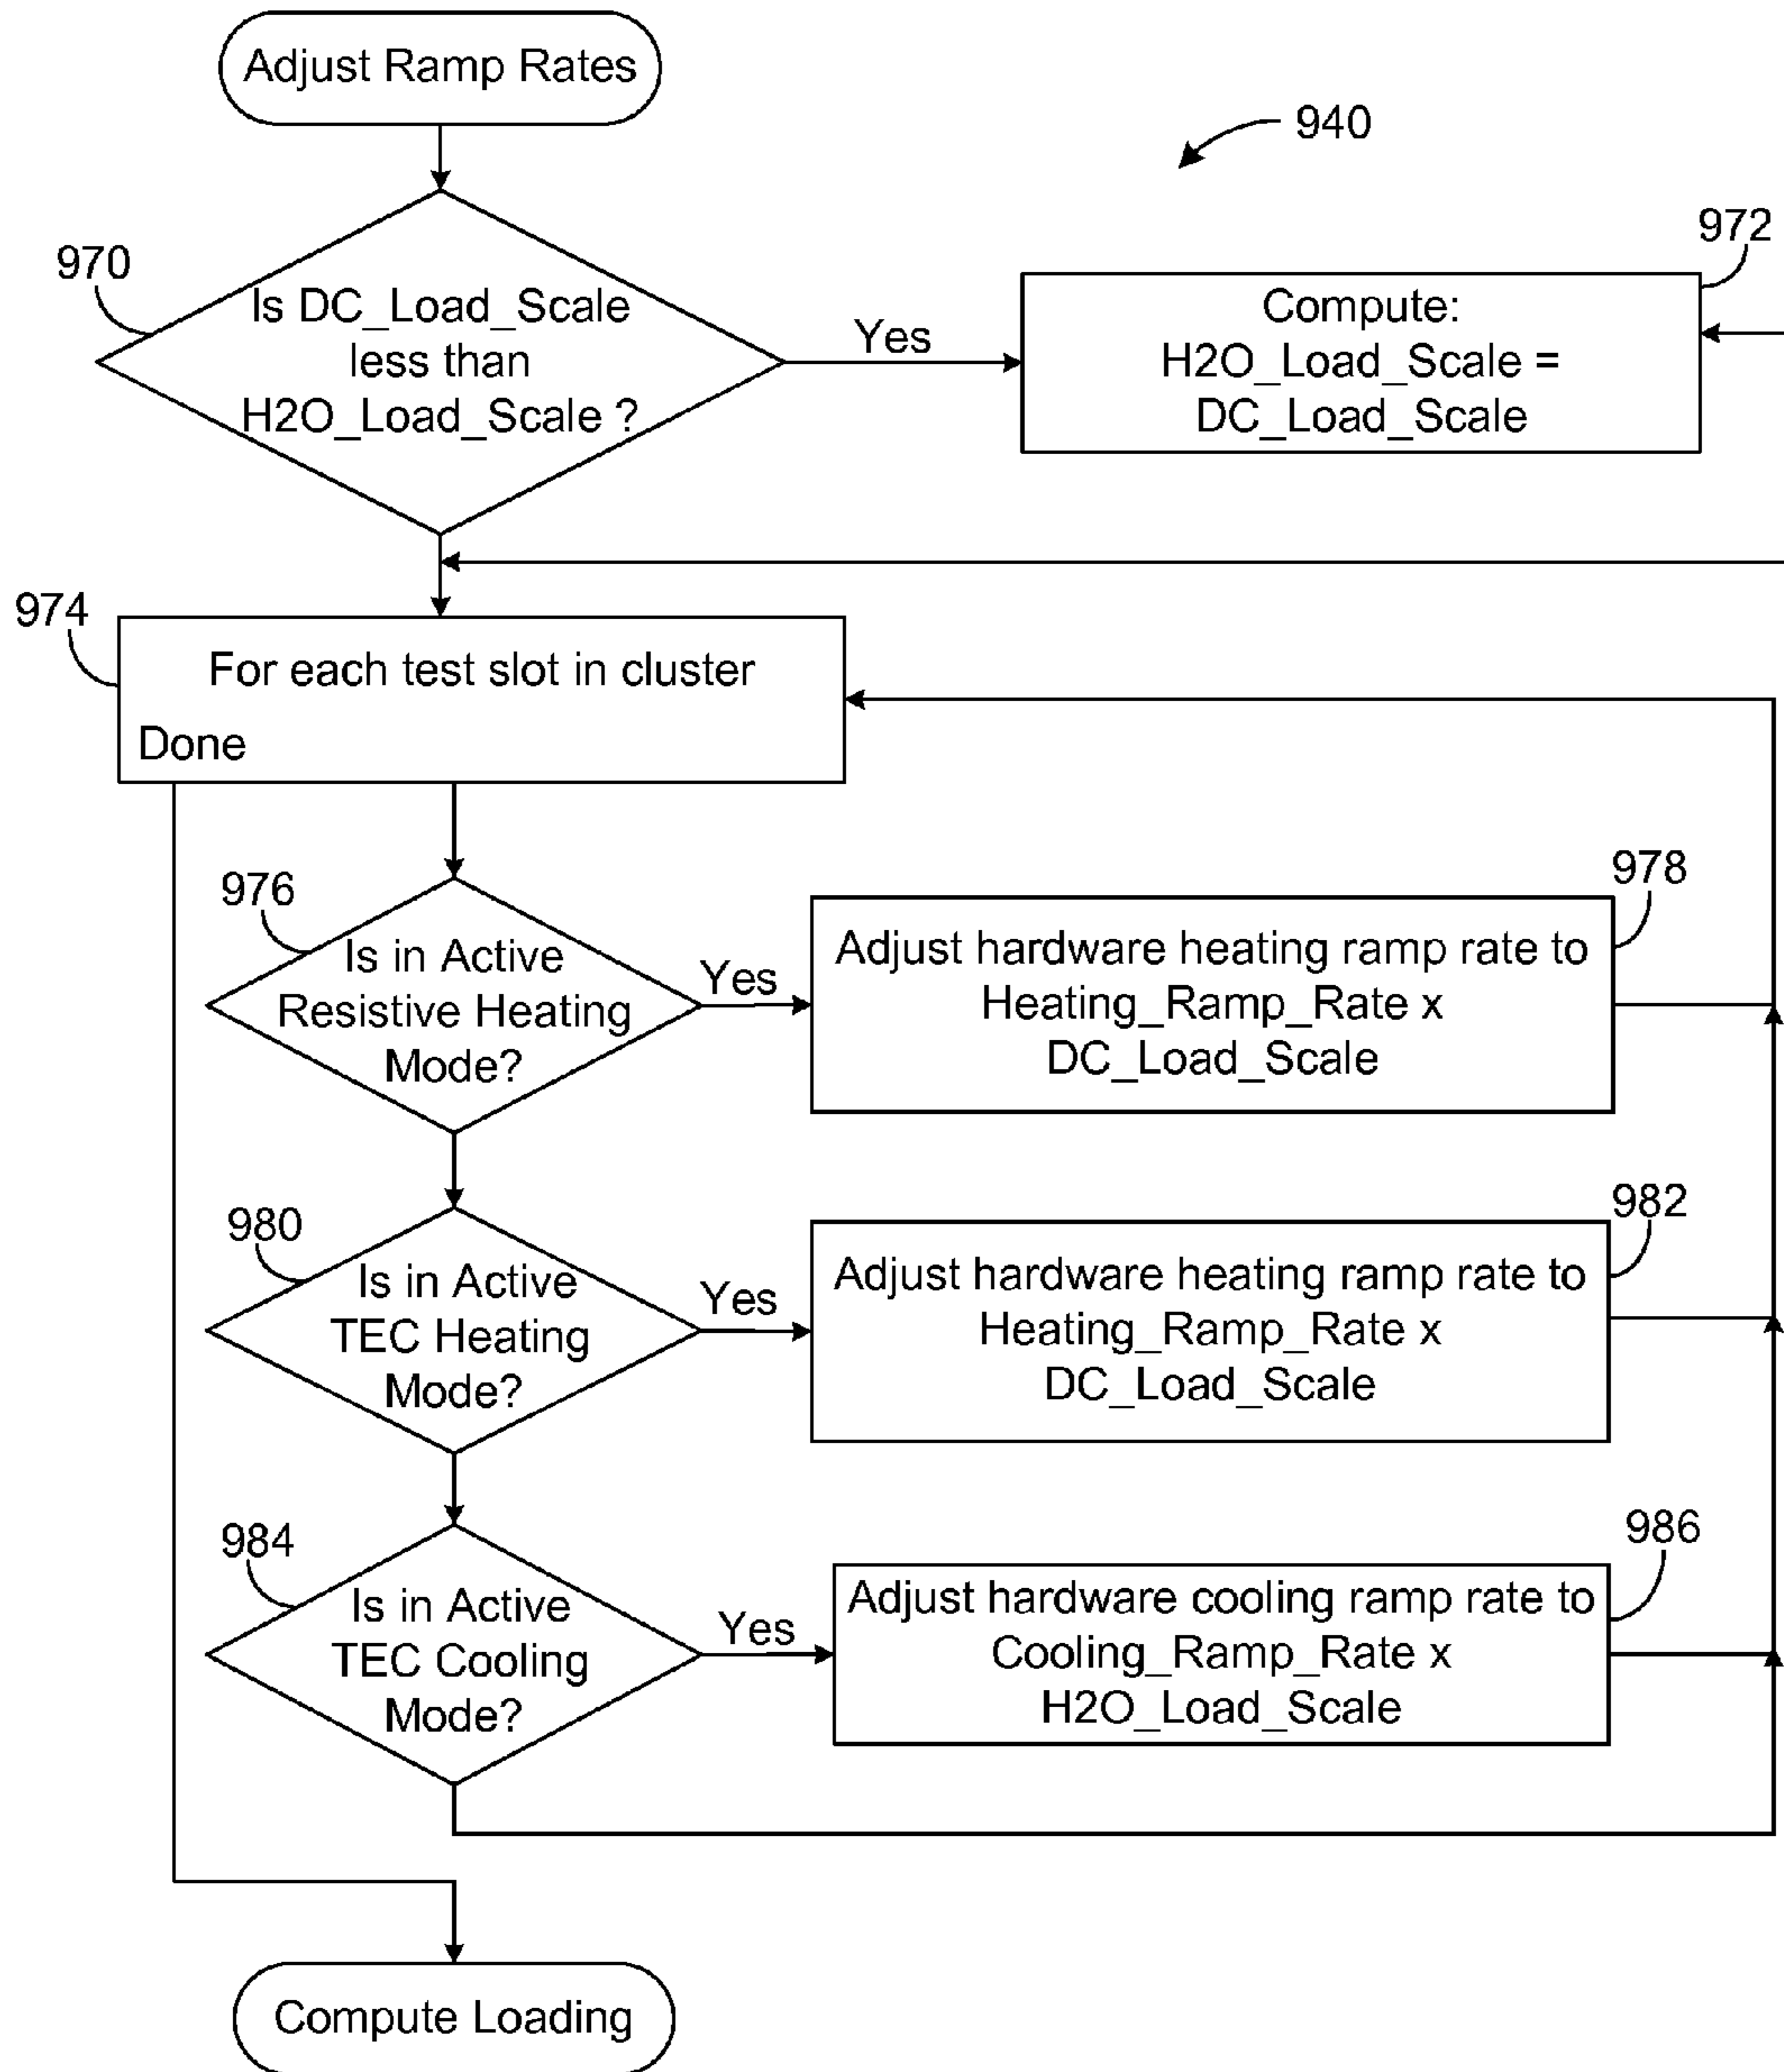 Adjust Ramp Rates
940
970
Is DC_Load_Scale
less than
H2O_Load_Scale ?
Yes
972
Compute:
H2O_Load_Scale =
DC_Load_Scale
974
For each test slot in cluster
Done
976
Is in Active
Resistive Heating
Mode?
Yes
978
Adjust hardware heating ramp rate to
Heating_Ramp_Rate x
DC_Load_Scale
980
Is in Active
TEC Heating
Mode?
Yes
982
Adjust hardware heating ramp rate to
Heating_Ramp_Rate x
DC_Load_Scale
984
Is in Active
TEC Cooling
Mode?
Yes
986
Adjust hardware cooling ramp rate to
Cooling_Ramp_Rate x
H2O_Load_Scale
Compute Loading